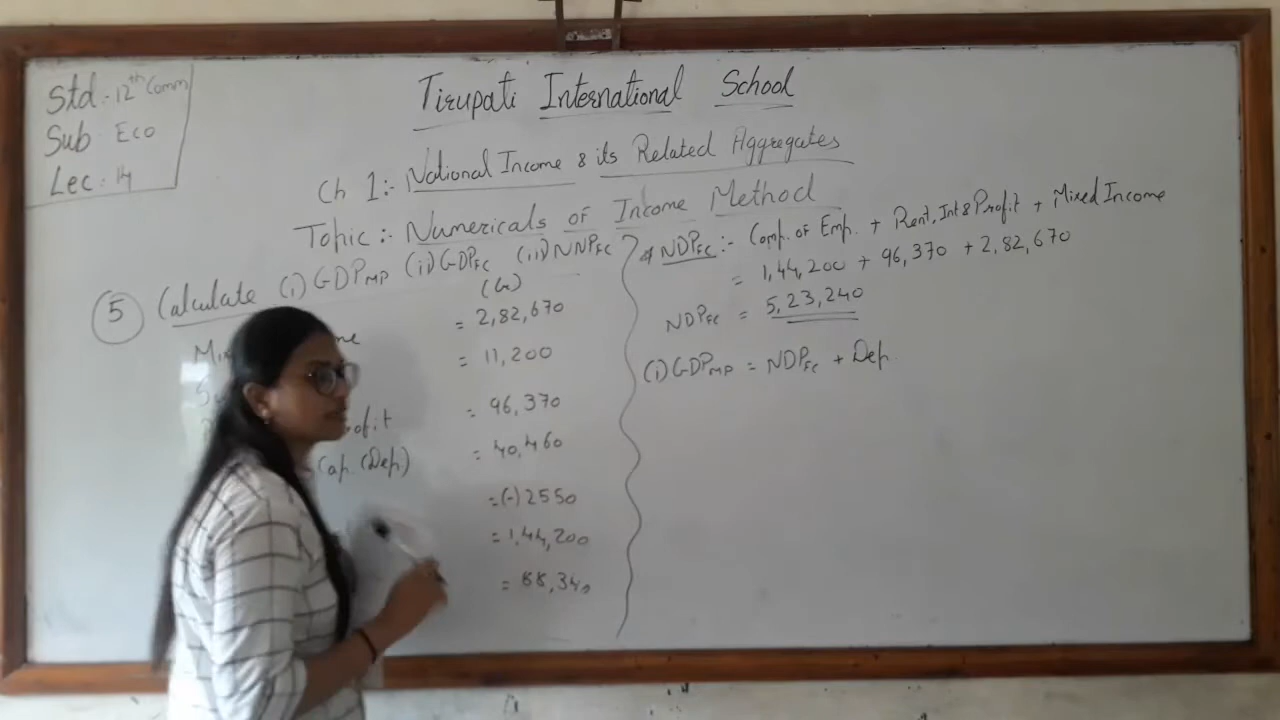 Std.: 12th Comm
Sub Eco
Lec: 14
Tirupati International School
Ch 1:- National Income & its Related Aggregates
Topic :- Numericals of Income Method
5 Calculate (i) GDPMP (ii) GDPFC (iii) NNPFC
(Cr)
= 2,82,670
= 11,200
= 96,370
Cap. (Dep) = 40,460
= (-) 2550
= 1,44,200
= 88,340
* NDPFC :- Comp. of Emp. + Rent, Int & Profit + Mixed Income
= 1,44,200 + 96,370 + 2,82,670
NDPFC = 5,23,240
(i) GDPMP = NDPFC + Dep.